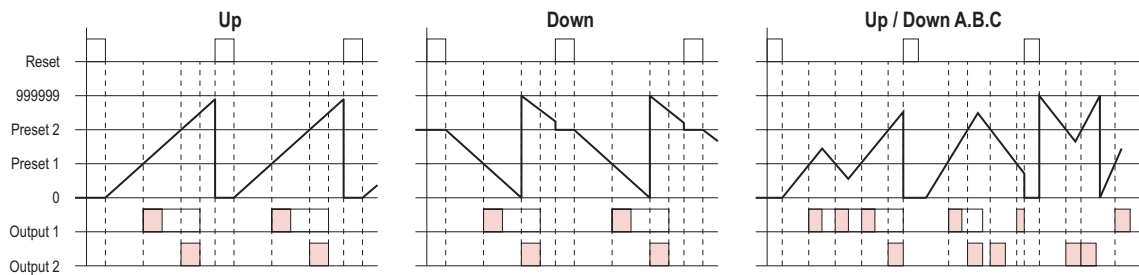 Up
Down
Up / Down A.B.C
Reset
999999
Preset 2
Preset 1
0
Output 1
Output 2